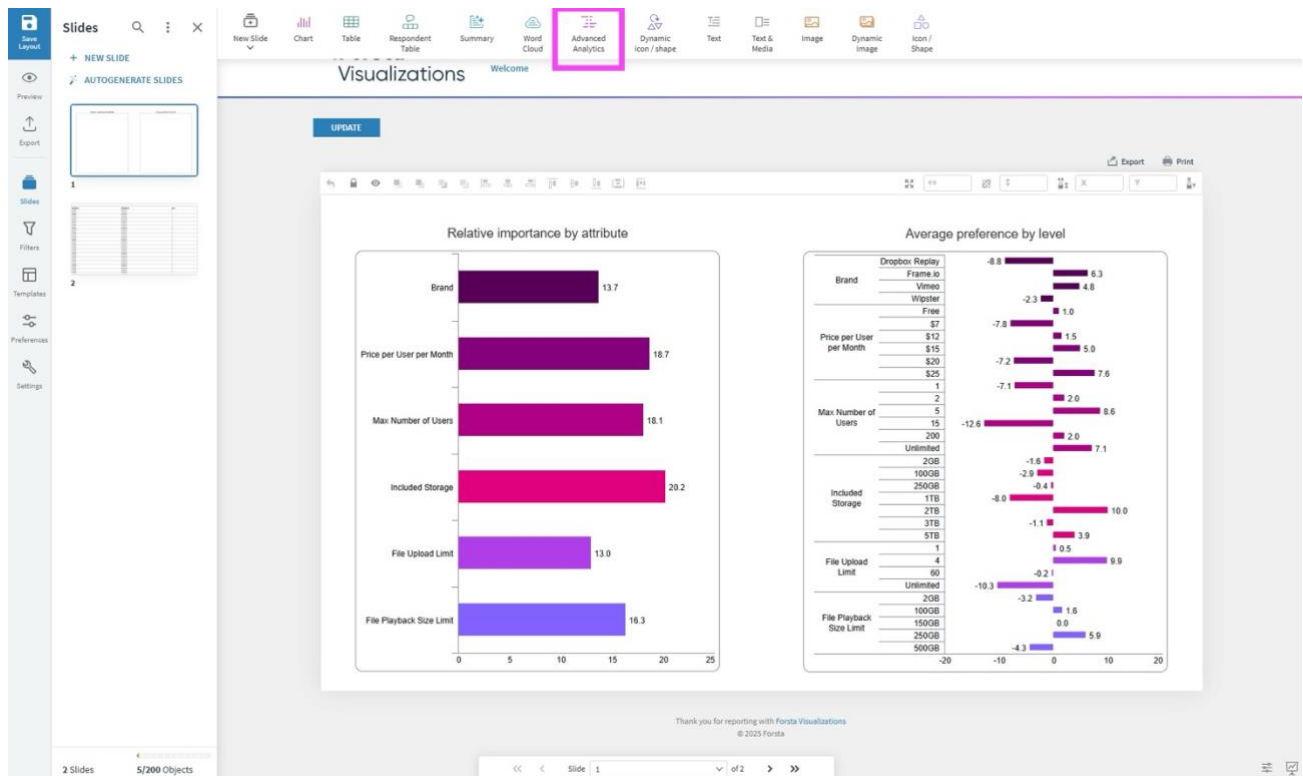 Save
Layout
Preview
Export
Slides
Filters
Templates
Preferences
Settings
Slides
+ NEW SLIDE
AUTOGENERATE SLIDES
1
2
2 Slides
5/200 Objects
New Slide
Chart
Table
Respondent
Table
Summary
Word
Cloud
Advanced
Analytics
Dynamic
icon / shape
Text
Text &
Media
Image
Dynamic
Image
Icon /
Shape
Visualizations
Welcome
UPDATE
Export
Print
X
Y
Relative importance by attribute
Brand 13.7
Price per User per Month 18.7
Max Number of Users 18.1
Included Storage 20.2
File Upload Limit 13.0
File Playback Size Limit 16.3
0 5 10 15 20 25
Average preference by level
Brand
Dropbox Replay -8.8
Frame.io 6.3
Vimeo 4.8
Wipster -2.3
Price per User
per Month
Free 1.0
$7 -7.8
$12 1.5
$15 5.0
$20 -7.2
$25 7.6
Max Number of
Users
1 -7.1
2 2.0
5 8.6
15 -12.6
200 2.0
Unlimited 7.1
Included
Storage
2GB -1.6
100GB -2.9
250GB -0.4
1TB -8.0
2TB 10.0
3TB -1.1
5TB 3.9
File Upload
Limit
1 0.5
4 9.9
60 -0.2
Unlimited -10.3
File Playback
Size Limit
2GB -3.2
100GB 1.6
150GB 0.0
250GB 5.9
500GB -4.3
-20 -10 0 10 20
Thank you for reporting with Forsta Visualizations
© 2025 Forsta
Slide 1 of 2